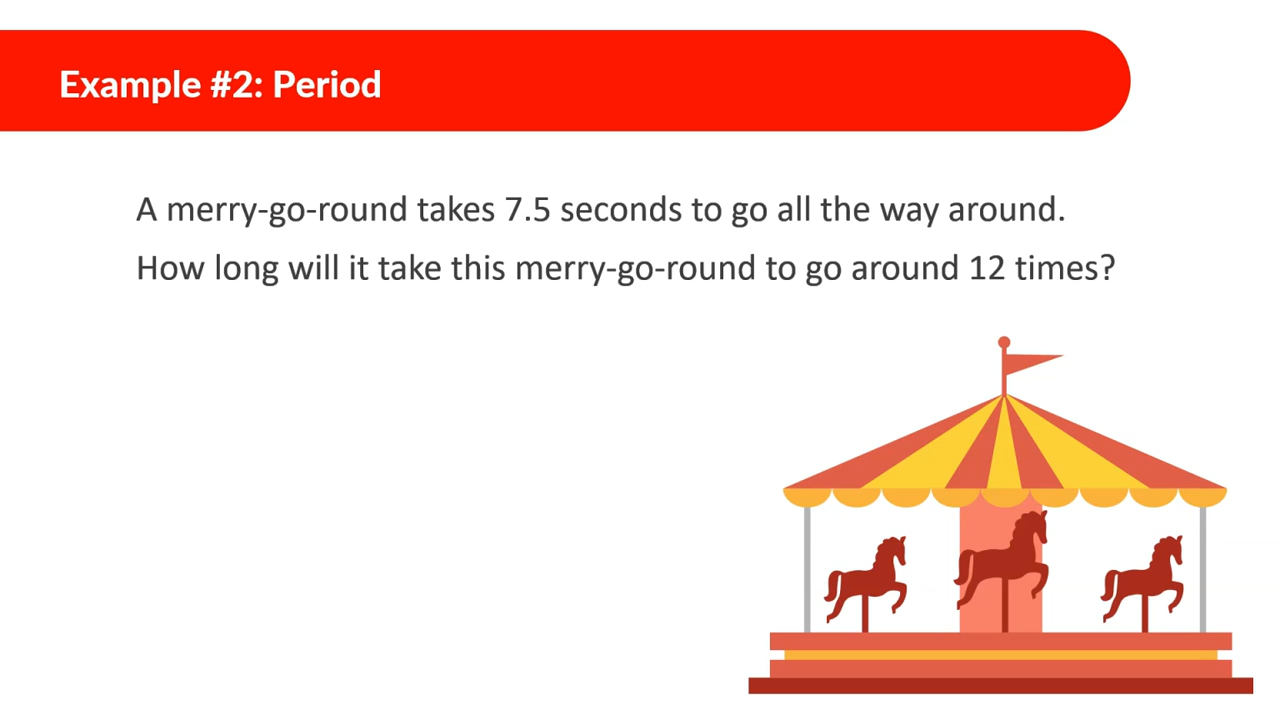 Example #2: Period
A merry-go-round takes 7.5 seconds to go all the way around.
How long will it take this merry-go-round to go around 12 times?